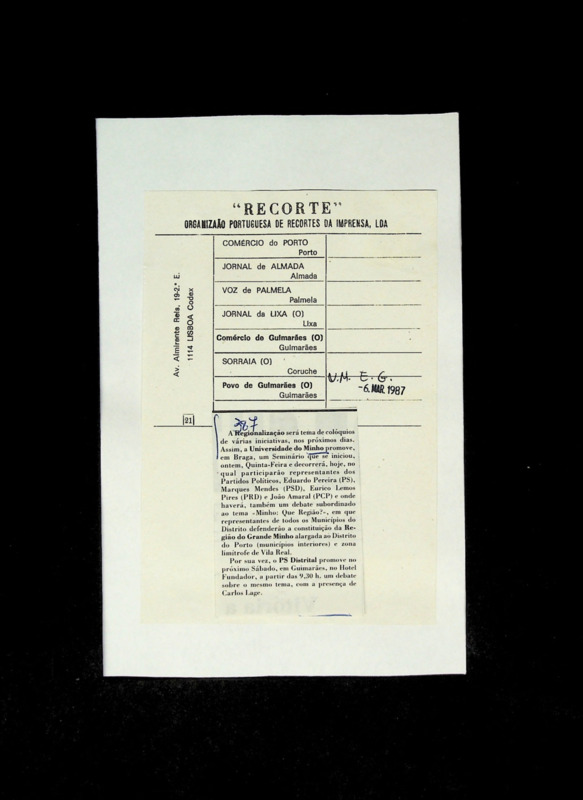 "RECORTE"
ORGANIZAÃO PORTUGUESA DE RECORTES DA IMPRENSA, LDA
Av. Almirante Reis, 19-2.º E.
1114 LISBOA Codex
COMÉRCIO do PORTO
Porto
JORNAL de ALMADA
Almada
VOZ de PALMELA
Palmela
JORNAL da LIXA (O)
Lixa
Comércio de Guimarães (O)
Guimarães
SORRAIA (O)
Coruche
Povo de Guimarães (O)
Guimarães
U.M. E.G.
-6. MAR. 1987
21
387
A Regionalização será tema de colóquios
de várias iniciativas, nos próximos dias.
Assim, a Universidade do Minho promove,
em Braga, um Seminário que se iniciou,
ontem, Quinta-Feira e decorrerá, hoje, no
qual participarão representantes dos
Partidos Políticos, Eduardo Pereira (PS),
Marques Mendes (PSD), Eurico Lemos
Pires (PRD) e João Amaral (PCP) e onde
haverá, também um debate subordinado
ao tema «Minho: Que Região?», em que
representantes de todos os Municípios do
Distrito defenderão a constituição da Re-
gião do Grande Minho alargada ao Distrito
do Porto (municípios interiores) e zona
limítrofe de Vila Real.
Por sua vez, o PS Distrital promove no
próximo Sábado, em Guimarães, no Hotel
Fundador, a partir das 9,30 h. um debate
sobre o mesmo tema, com a presença de
Carlos Lage.